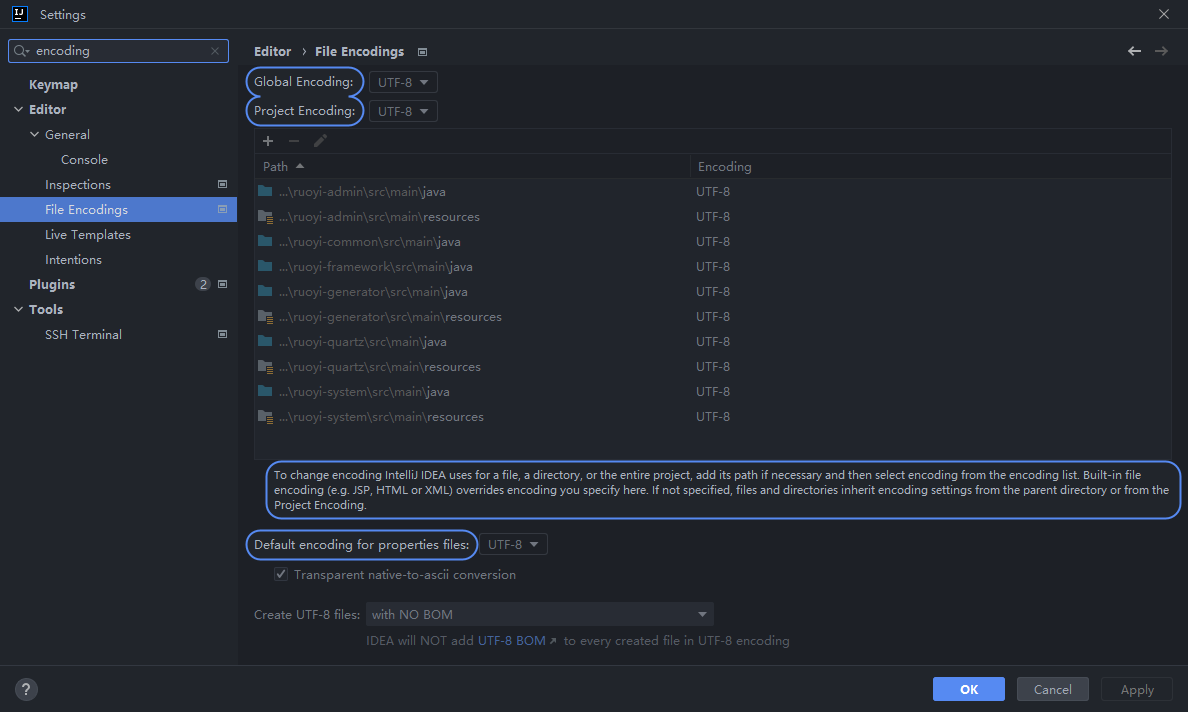 Settings
encoding
Editor › File Encodings
Keymap
Editor
General
Console
Inspections
File Encodings
Live Templates
Intentions
Plugins 2
Tools
SSH Terminal
Global Encoding: UTF-8
Project Encoding: UTF-8
Path Encoding
...\ruoyi-admin\src\main\java UTF-8
...\ruoyi-admin\src\main\resources UTF-8
...\ruoyi-common\src\main\java UTF-8
...\ruoyi-framework\src\main\java UTF-8
...\ruoyi-generator\src\main\java UTF-8
...\ruoyi-generator\src\main\resources UTF-8
...\ruoyi-quartz\src\main\java UTF-8
...\ruoyi-quartz\src\main\resources UTF-8
...\ruoyi-system\src\main\java UTF-8
...\ruoyi-system\src\main\resources UTF-8
To change encoding IntelliJ IDEA uses for a file, a directory, or the entire project, add its path if necessary and then select encoding from the encoding list. Built-in file
encoding (e.g. JSP, HTML or XML) overrides encoding you specify here. If not specified, files and directories inherit encoding settings from the parent directory or from the
Project Encoding.
Default encoding for properties files: UTF-8
Transparent native-to-ascii conversion
Create UTF-8 files: with NO BOM
IDEA will NOT add UTF-8 BOM ↗ to every created file in UTF-8 encoding
? OK Cancel Apply